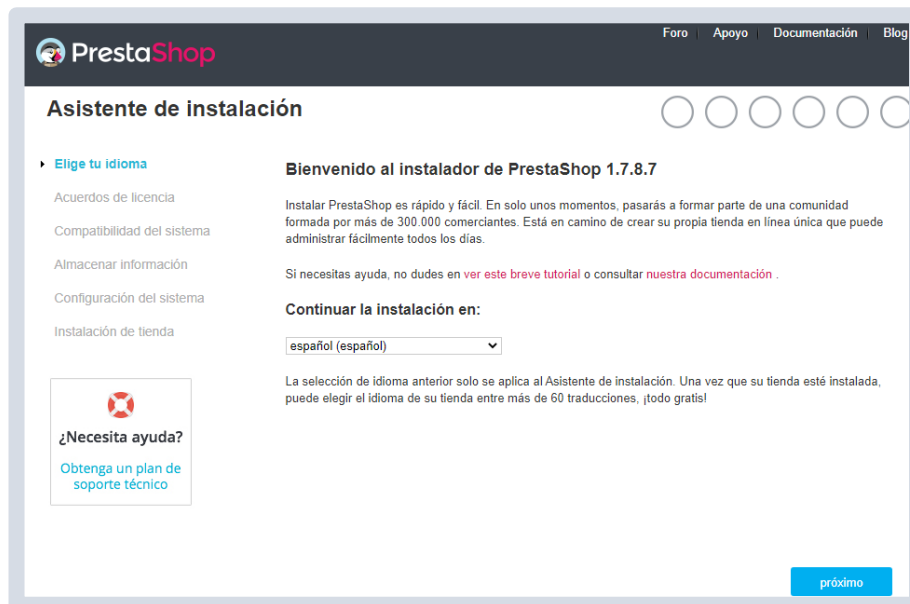 PrestaShop
Foro
Apoyo
Documentación
Blog
Asistente de instalación
Elige tu idioma
Acuerdos de licencia
Compatibilidad del sistema
Almacenar información
Configuración del sistema
Instalación de tienda
¿Necesita ayuda?
Obtenga un plan de
soporte técnico
Bienvenido al instalador de PrestaShop 1.7.8.7
Instalar PrestaShop es rápido y fácil. En solo unos momentos, pasarás a formar parte de una comunidad
formada por más de 300.000 comerciantes. Está en camino de crear su propia tienda en línea única que puede
administrar fácilmente todos los días.
Si necesitas ayuda, no dudes en ver este breve tutorial o consultar nuestra documentación .
Continuar la instalación en:
español (español)
La selección de idioma anterior solo se aplica al Asistente de instalación. Una vez que su tienda esté instalada,
puede elegir el idioma de su tienda entre más de 60 traducciones, ¡todo gratis!
próximo